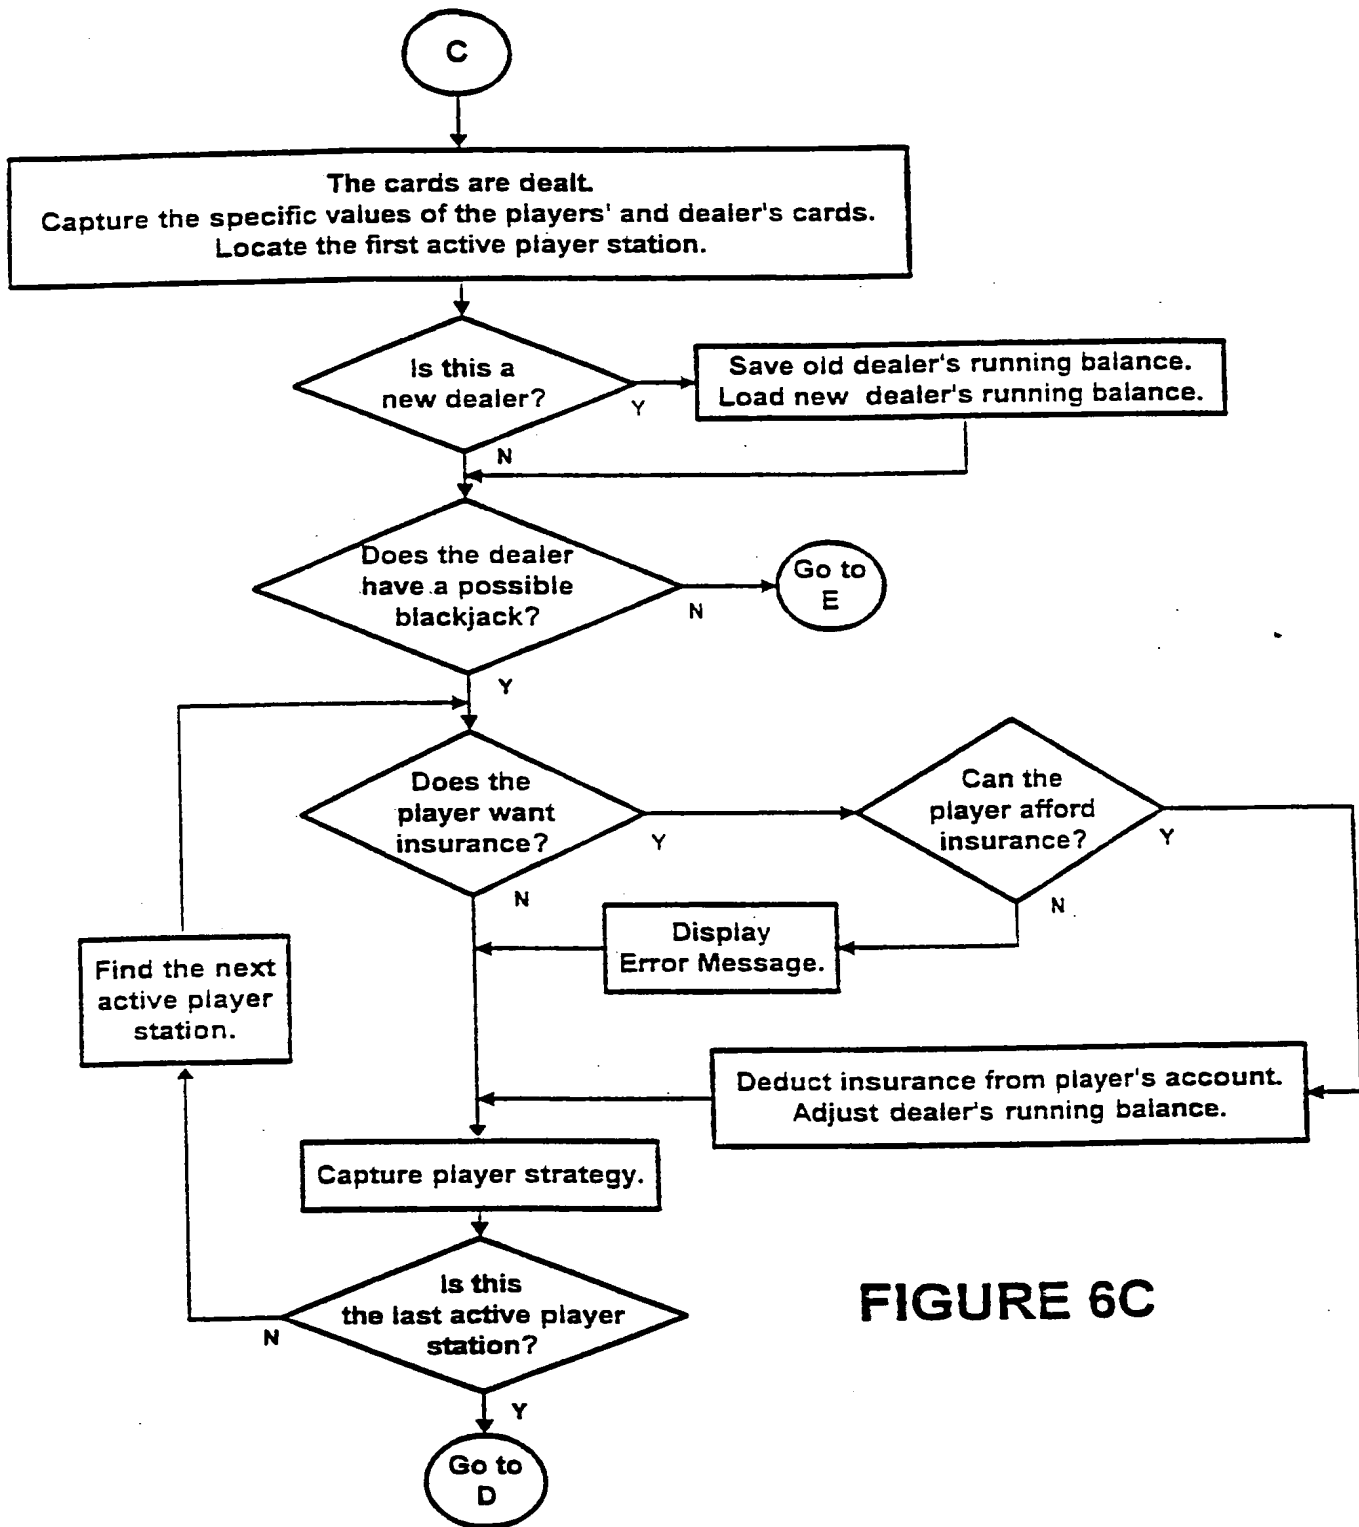 C
The cards are dealt.
Capture the specific values of the players' and dealer's cards.
Locate the first active player station.
Is this a
new dealer?
Y
Save old dealer's running balance.
Load new dealer's running balance.
N
Does the dealer
have a possible
blackjack?
N
Go to
E
Y
Does the
player want
insurance?
Y
Can the
player afford
insurance?
Y
N
N
Display
Error Message.
Find the next
active player
station.
Deduct insurance from player's account.
Adjust dealer's running balance.
Capture player strategy.
Is this
the last active player
station?
N
FIGURE 6C
Y
Go to
D